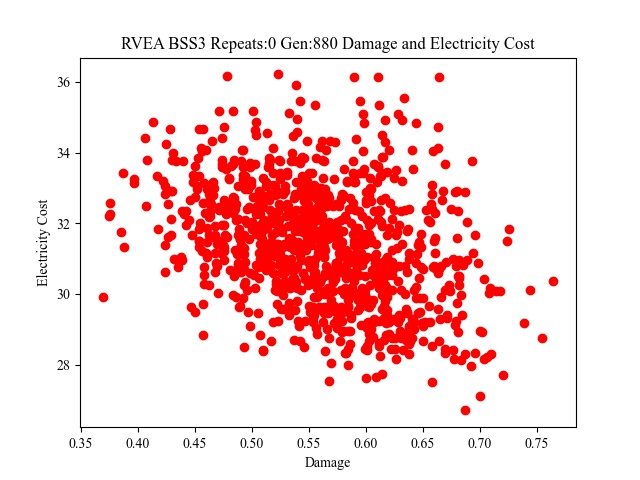 RVEA BSS3 Repeats:0 Gen:880 Damage and Electricity Cost
36
34
32
30
28
Electricity Cost
0.35 0.40 0.45 0.50 0.55 0.60 0.65 0.70 0.75
Damage